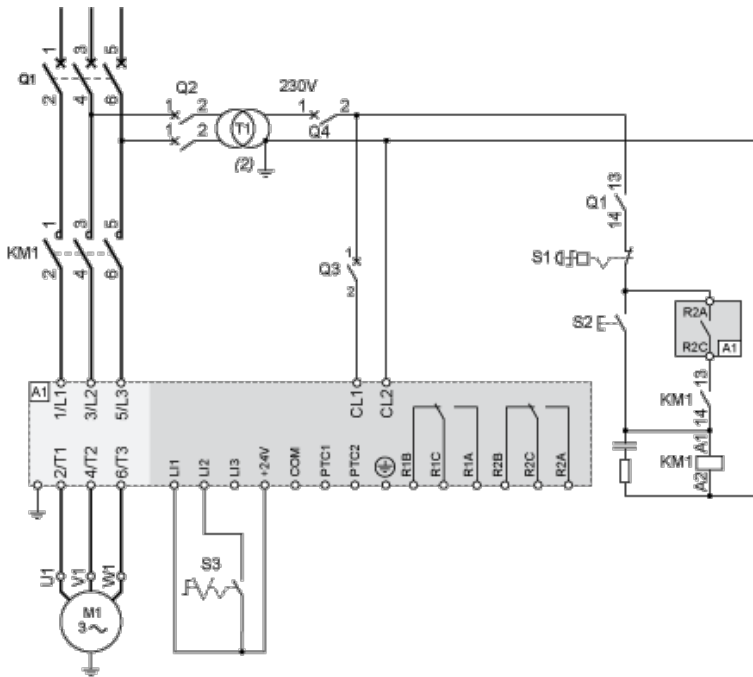 1 3 5
Q1
2 4 6
Q2
1 2
1 2
T1
(2)
230V
1 2
Q4
1 3 5
KM1
2 4 6
1
Q3
2
13
Q1
14
S1
S2
R2A
R2C A1
13
KM1
14
A1
KM1
A2
A1
1/L1 3/L2 5/L3
CL1 CL2
2/T1 4/T2 6/T3
LI1 LI2 LI3 +24V COM PTC1 PTC2 R1B R1C R1A R2B R2C R2A
S3
U1 V1 W1
M1
3